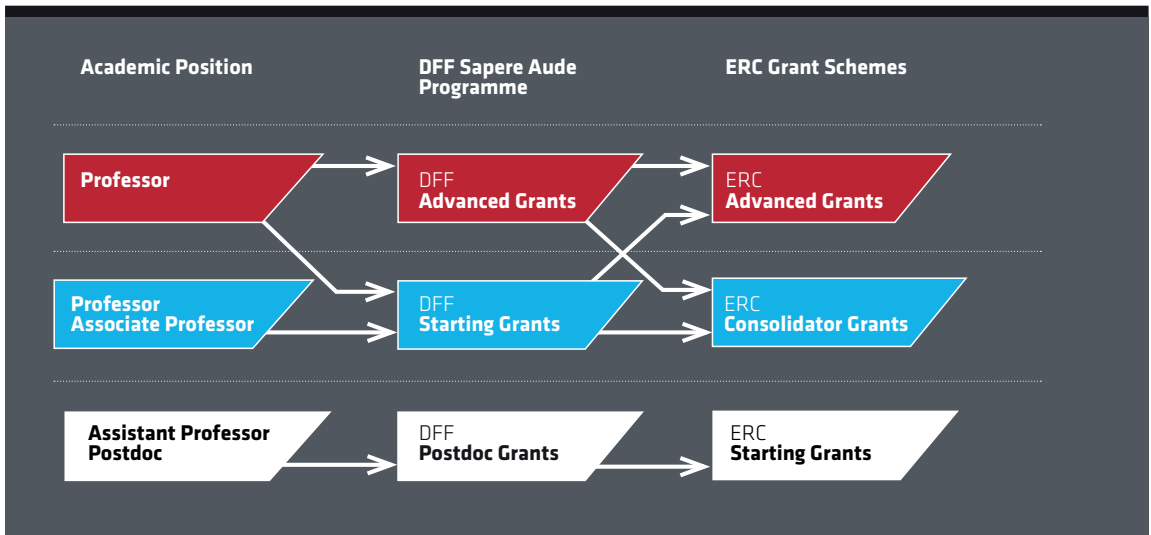 Academic Position
DFF Sapere Aude
Programme
ERC Grant Schemes
Professor
DFF
Advanced Grants
ERC
Advanced Grants
Professor
Associate Professor
DFF
Starting Grants
ERC
Consolidator Grants
Assistant Professor
Postdoc
DFF
Postdoc Grants
ERC
Starting Grants